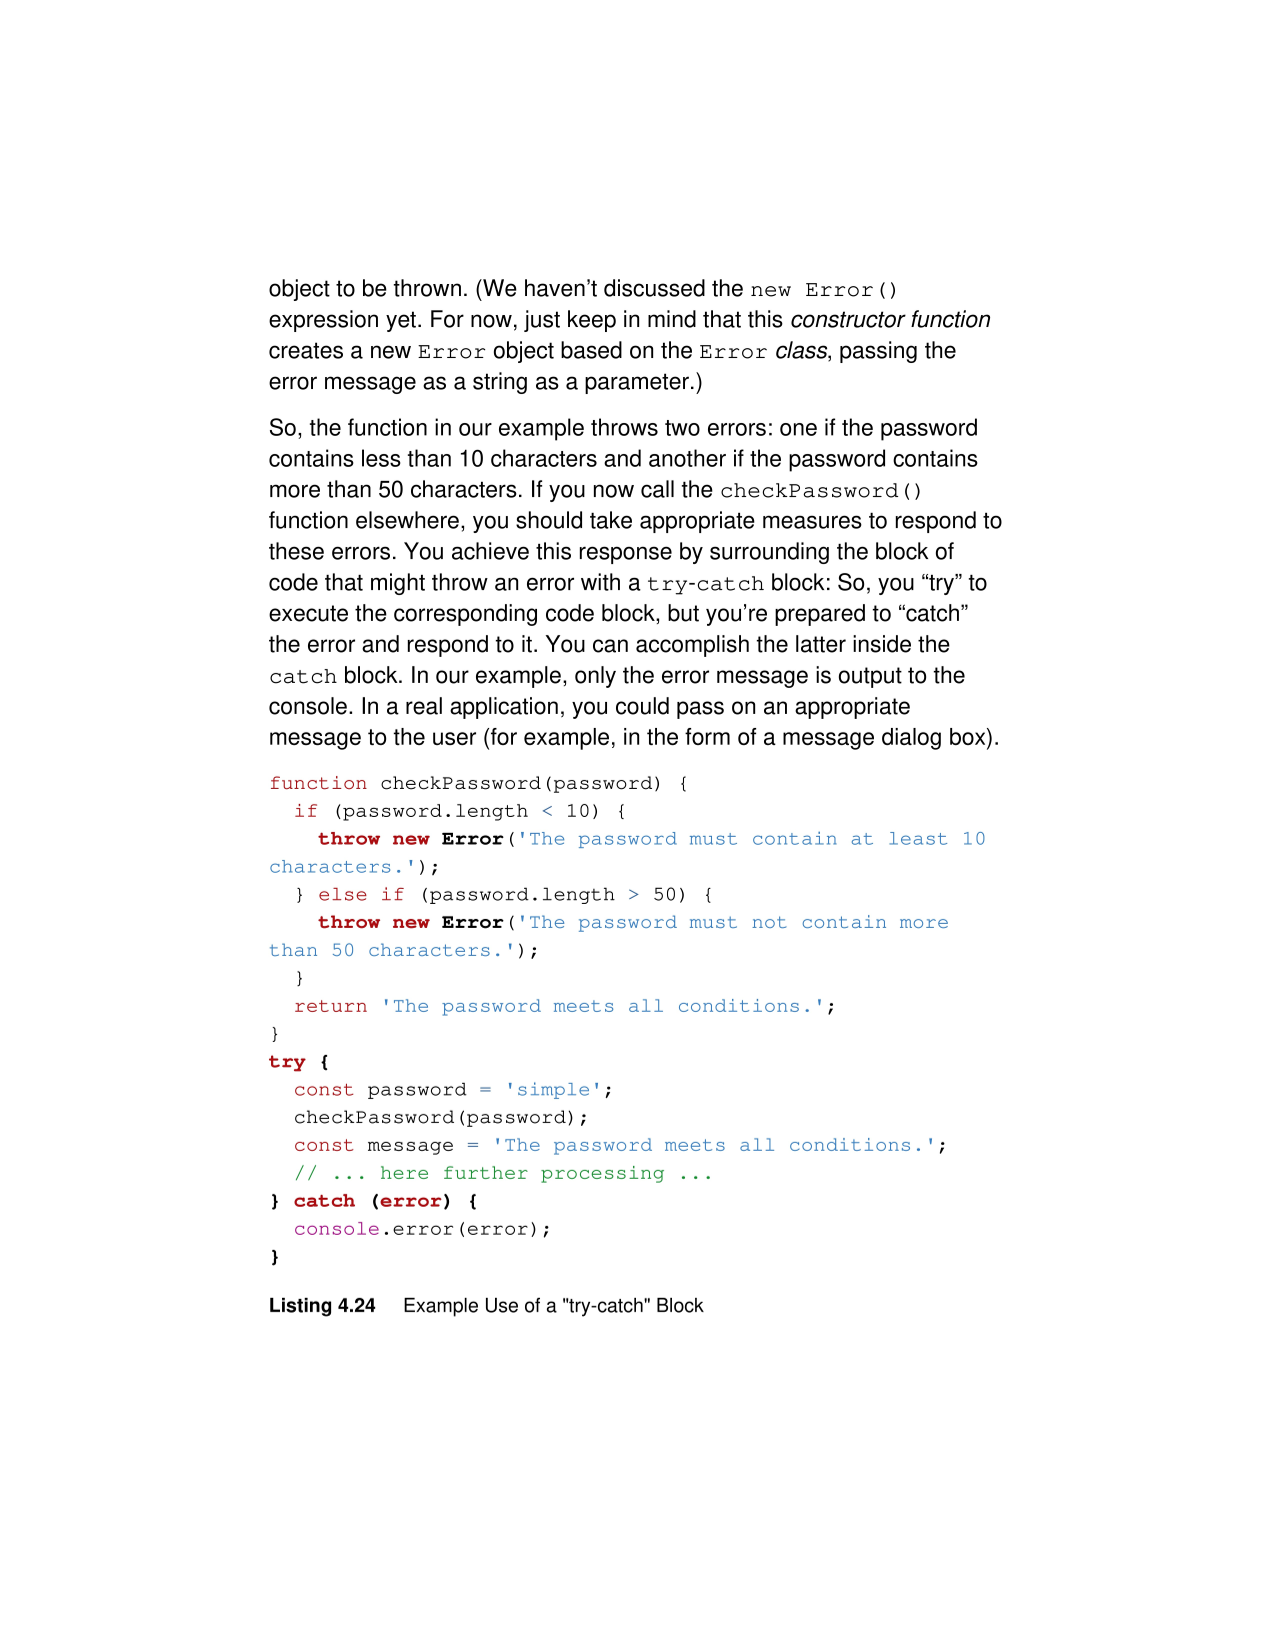 object to be thrown. (We haven’t discussed the new Error()
expression yet. For now, just keep in mind that this constructor function
creates a new Error object based on the Error class, passing the
error message as a string as a parameter.)
So, the function in our example throws two errors: one if the password
contains less than 10 characters and another if the password contains
more than 50 characters. If you now call the checkPassword()
function elsewhere, you should take appropriate measures to respond to
these errors. You achieve this response by surrounding the block of
code that might throw an error with a try-catch block: So, you “try” to
execute the corresponding code block, but you’re prepared to “catch”
the error and respond to it. You can accomplish the latter inside the
catch block. In our example, only the error message is output to the
console. In a real application, you could pass on an appropriate
message to the user (for example, in the form of a message dialog box).
function checkPassword(password) {
  if (password.length < 10) {
    throw new Error('The password must contain at least 10
characters.');
  } else if (password.length > 50) {
    throw new Error('The password must not contain more
than 50 characters.');
  }
  return 'The password meets all conditions.';
}
try {
  const password = 'simple';
  checkPassword(password);
  const message = 'The password meets all conditions.';
  // ... here further processing ...
} catch (error) {
  console.error(error);
}
Listing 4.24 Example Use of a "try-catch" Block